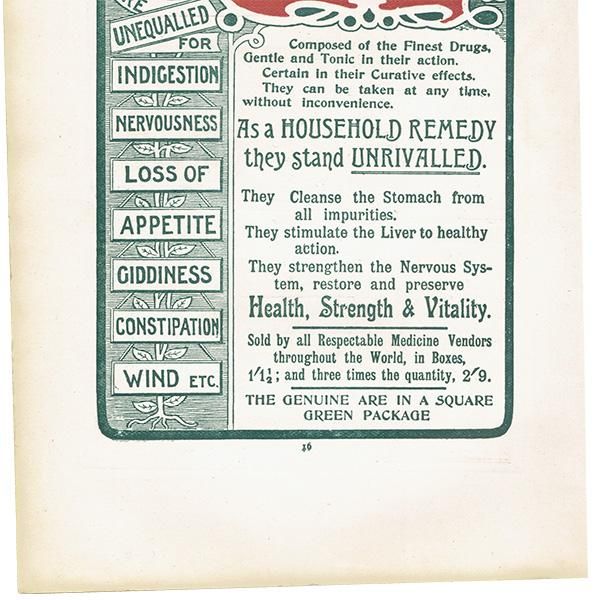 ARE
UNEQUALLED
FOR
INDIGESTION
NERVOUSNESS
LOSS OF
APPETITE
GIDDINESS
CONSTIPATION
WIND ETC.
Composed of the Finest Drugs,
Gentle and Tonic in their action.
Certain in their Curative effects.
They can be taken at any time,
without inconvenience.
As a HOUSEHOLD REMEDY
they stand UNRIVALLED.
They Cleanse the Stomach from
all impurities.
They stimulate the Liver to healthy
action.
They strengthen the Nervous Sys-
tem, restore and preserve
Health, Strength & Vitality.
Sold by all Respectable Medicine Vendors
throughout the World, in Boxes,
1/1½; and three times the quantity, 2/9.
THE GENUINE ARE IN A SQUARE
GREEN PACKAGE